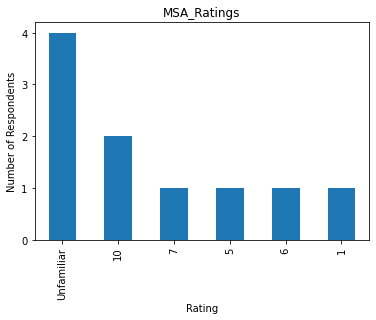 MSA_Ratings
Number of Respondents
4
3
2
1
0
Unfamiliar
10
7
5
6
1
Rating